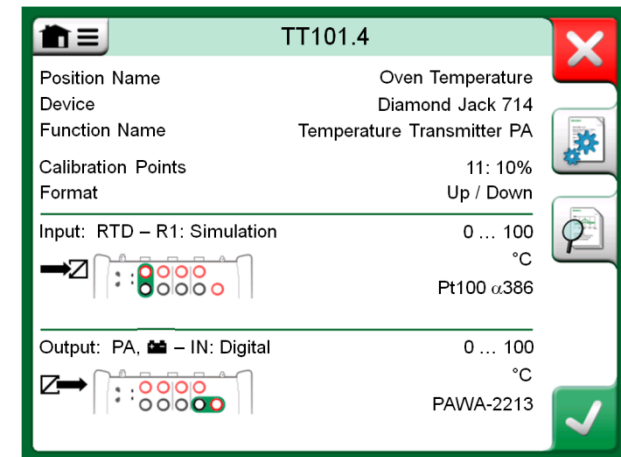 TT101.4
Position Name Oven Temperature
Device Diamond Jack 714
Function Name Temperature Transmitter PA
Calibration Points 11: 10%
Format Up / Down
Input: RTD – R1: Simulation 0 ... 100
°C
Pt100 α386
Output: PA, – IN: Digital 0 ... 100
°C
PAWA-2213